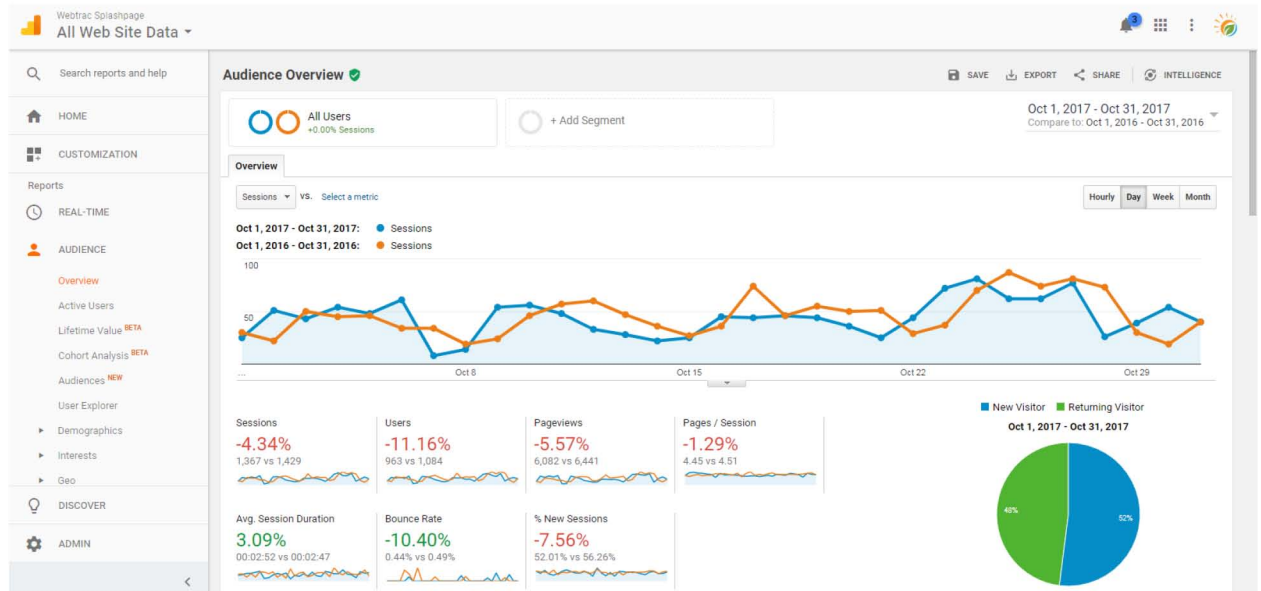 Webtrac Splashpage
All Web Site Data
3
Search reports and help
HOME
CUSTOMIZATION
Reports
REAL-TIME
AUDIENCE
Overview
Active Users
Lifetime Value BETA
Cohort Analysis BETA
Audiences NEW
User Explorer
Demographics
Interests
Geo
DISCOVER
ADMIN
Audience Overview
SAVE EXPORT SHARE INTELLIGENCE
All Users
+0.00% Sessions
+ Add Segment
Oct 1, 2017 - Oct 31, 2017
Compare to: Oct 1, 2016 - Oct 31, 2016
Overview
Sessions VS. Select a metric
Hourly Day Week Month
Oct 1, 2017 - Oct 31, 2017: Sessions
Oct 1, 2016 - Oct 31, 2016: Sessions
100
50
... Oct 8 Oct 15 Oct 22 Oct 29
Sessions
-4.34%
1,367 vs 1,429
Users
-11.16%
963 vs 1,084
Pageviews
-5.57%
6,082 vs 6,441
Pages / Session
-1.29%
4.45 vs 4.51
Avg. Session Duration
3.09%
00:02:52 vs 00:02:47
Bounce Rate
-10.40%
0.44% vs 0.49%
% New Sessions
-7.56%
52.01% vs 56.26%
New Visitor Returning Visitor
Oct 1, 2017 - Oct 31, 2017
48%
52%